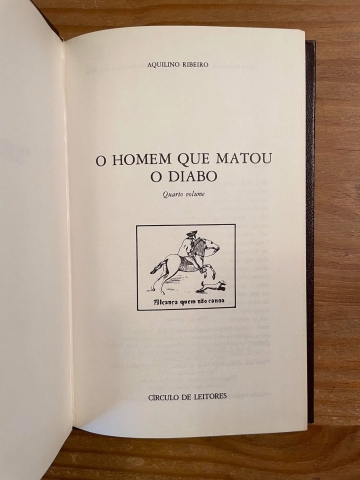 AQUILINO RIBEIRO
O HOMEM QUE MATOU
O DIABO
Quarto volume
Alcança quem não cansa
CÍRCULO DE LEITORES